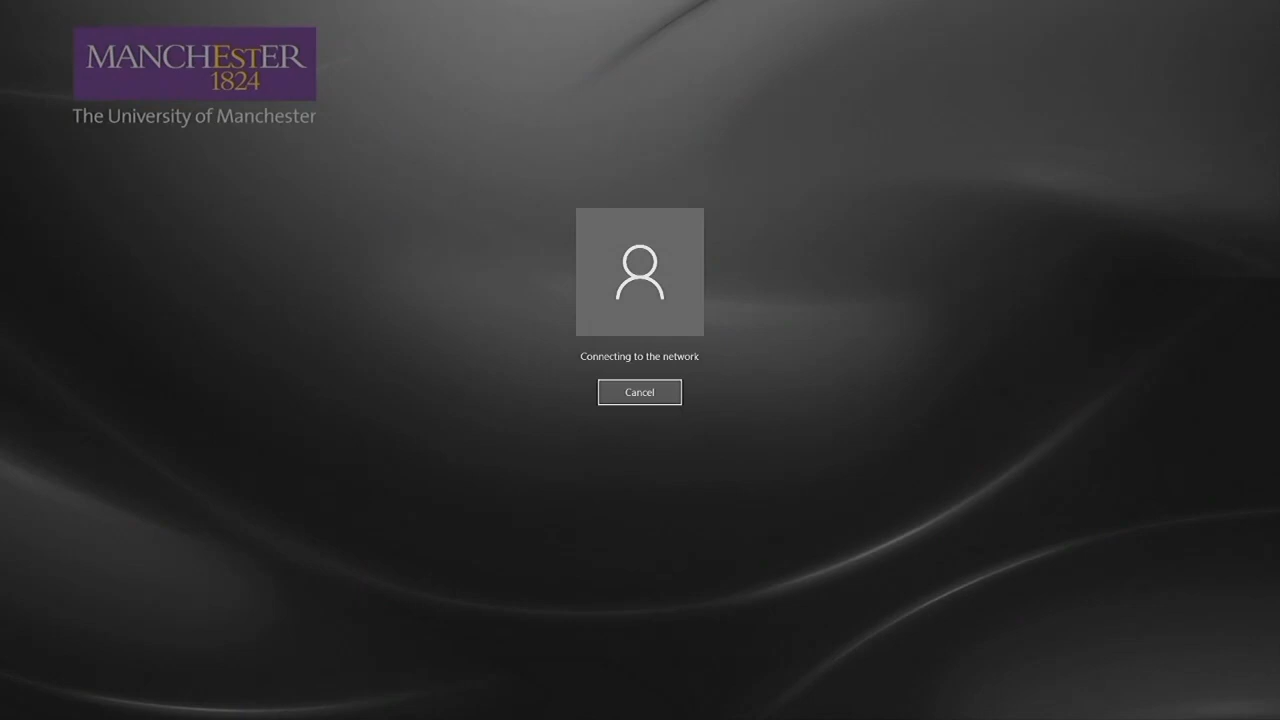 MANCHESTER
1824
The University of Manchester
Connecting to the network
Cancel